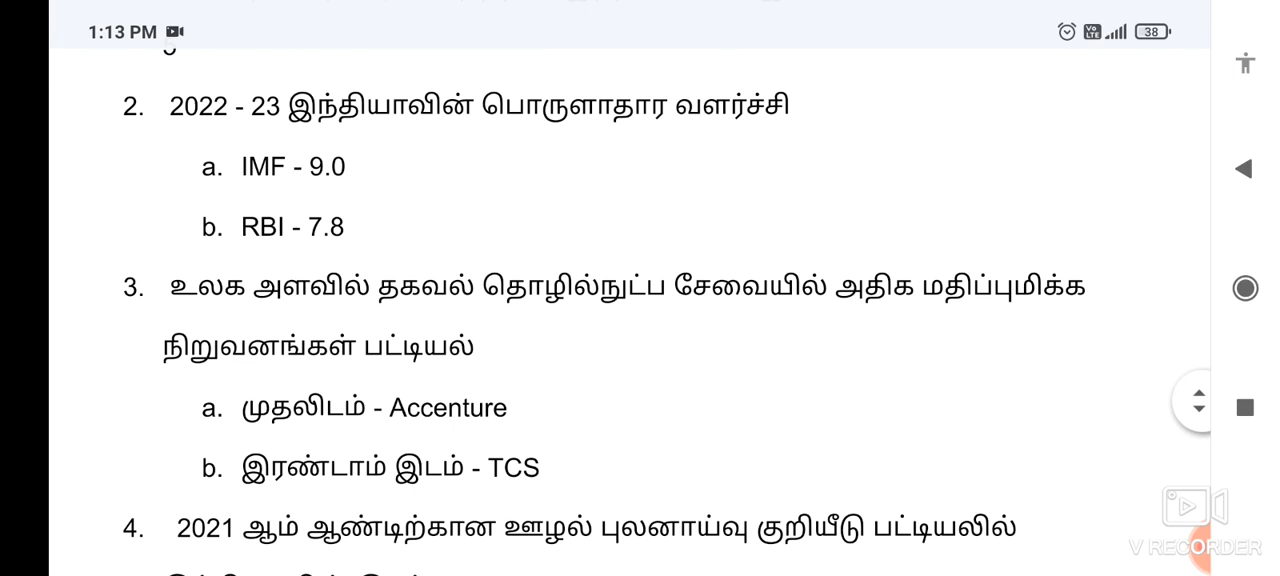 1:13 PM
38
2. 2022 - 23 இந்தியாவின் பொருளாதார வளர்ச்சி
a. IMF - 9.0
b. RBI - 7.8
3. உலக அளவில் தகவல் தொழில்நுட்ப சேவையில் அதிக மதிப்புமிக்க
நிறுவனங்கள் பட்டியல்
a. முதலிடம் - Accenture
b. இரண்டாம் இடம் - TCS
4. 2021 ஆம் ஆண்டிற்கான ஊழல் புலனாய்வு குறியீடு பட்டியலில்
V RECORDER